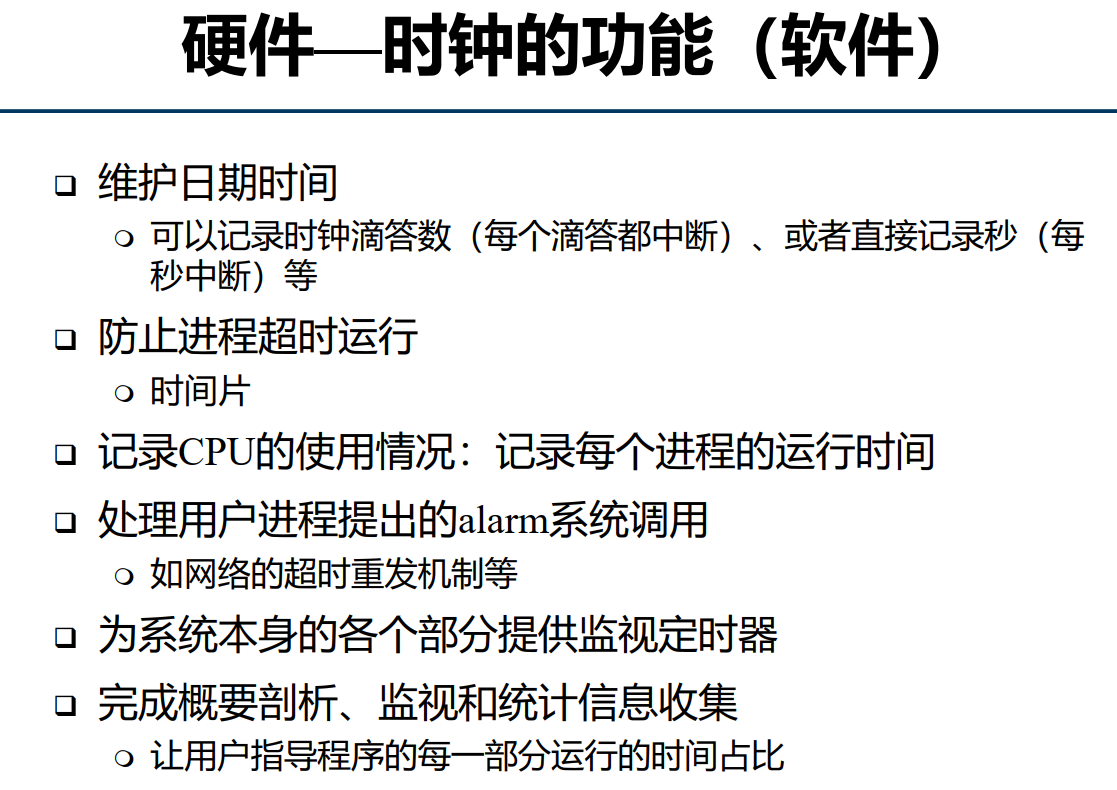 硬件—时钟的功能（软件）
❑ 维护日期时间
❍ 可以记录时钟滴答数（每个滴答都中断）、或者直接记录秒（每
秒中断）等
❑ 防止进程超时运行
❍ 时间片
❑ 记录CPU的使用情况：记录每个进程的运行时间
❑ 处理用户进程提出的alarm系统调用
❍ 如网络的超时重发机制等
❑ 为系统本身的各个部分提供监视定时器
❑ 完成概要剖析、监视和统计信息收集
❍ 让用户指导程序的每一部分运行的时间占比